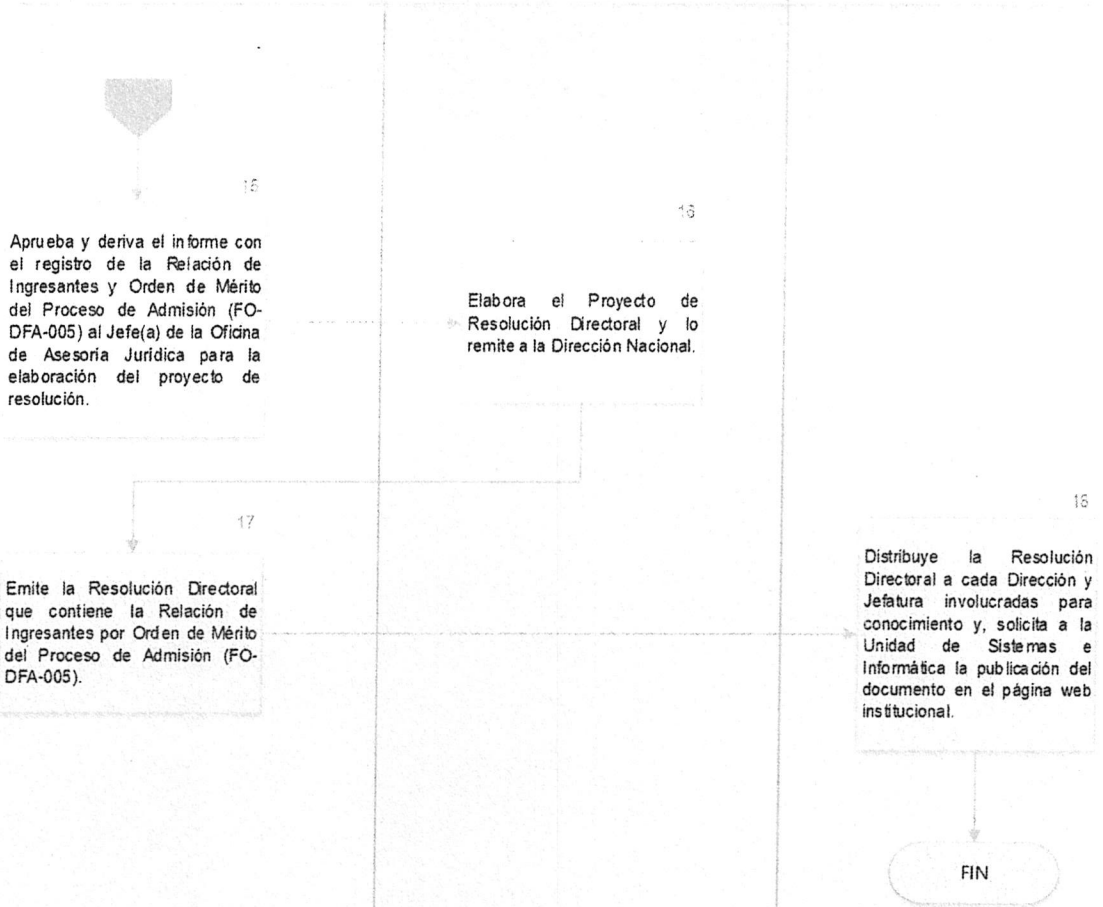 15
Aprueba y deriva el informe con
el registro de la Relación de
Ingresantes y Orden de Mérito
del Proceso de Admisión (FO-
DFA-005) al Jefe(a) de la Oficina
de Asesoría Jurídica para la
elaboración del proyecto de
resolución.
16
Elabora el Proyecto de
Resolución Directoral y lo
remite a la Dirección Nacional.
17
Emite la Resolución Directoral
que contiene la Relación de
Ingresantes por Orden de Mérito
del Proceso de Admisión (FO-
DFA-005).
Distribuye la Resolución
Directoral a cada Dirección y
Jefatura involucradas para
conocimiento y, solicita a la
Unidad de Sistemas e
Informática la publicación del
documento en el página web
institucional.
FIN